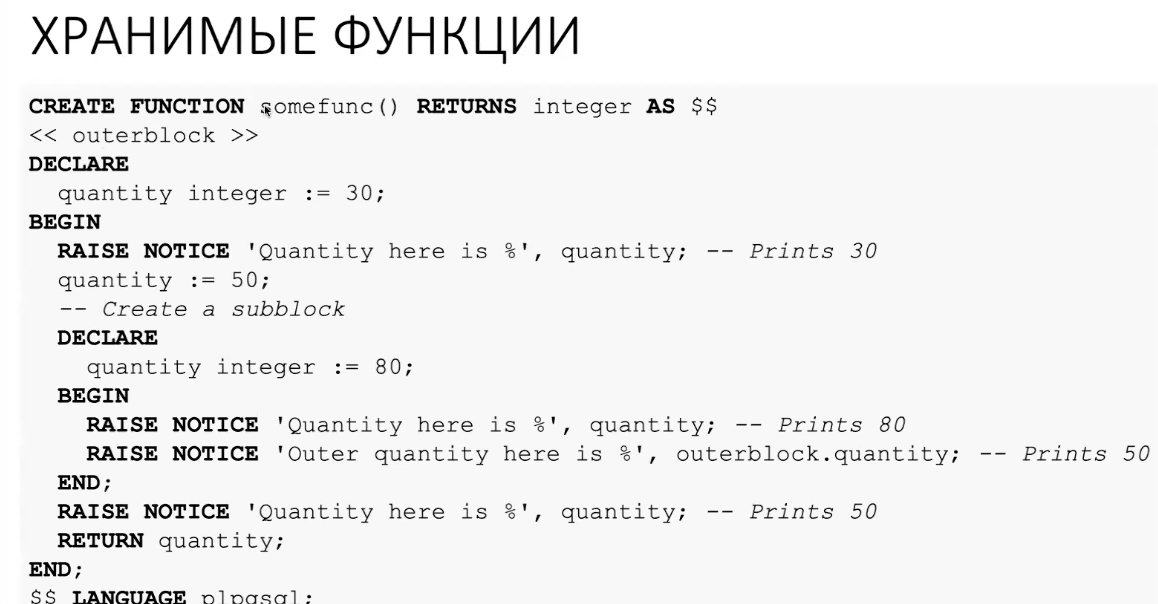 ХРАНИМЫЕ ФУНКЦИИ
CREATE FUNCTION somefunc() RETURNS integer AS $$
<< outerblock >>
DECLARE
quantity integer := 30;
BEGIN
RAISE NOTICE 'Quantity here is %', quantity; -- Prints 30
quantity := 50;
-- Create a subblock
DECLARE
quantity integer := 80;
BEGIN
RAISE NOTICE 'Quantity here is %', quantity; -- Prints 80
RAISE NOTICE 'Outer quantity here is %', outerblock.quantity; -- Prints 50
END;
RAISE NOTICE 'Quantity here is %', quantity; -- Prints 50
RETURN quantity;
END;
$$ LANGUAGE plpgsql;